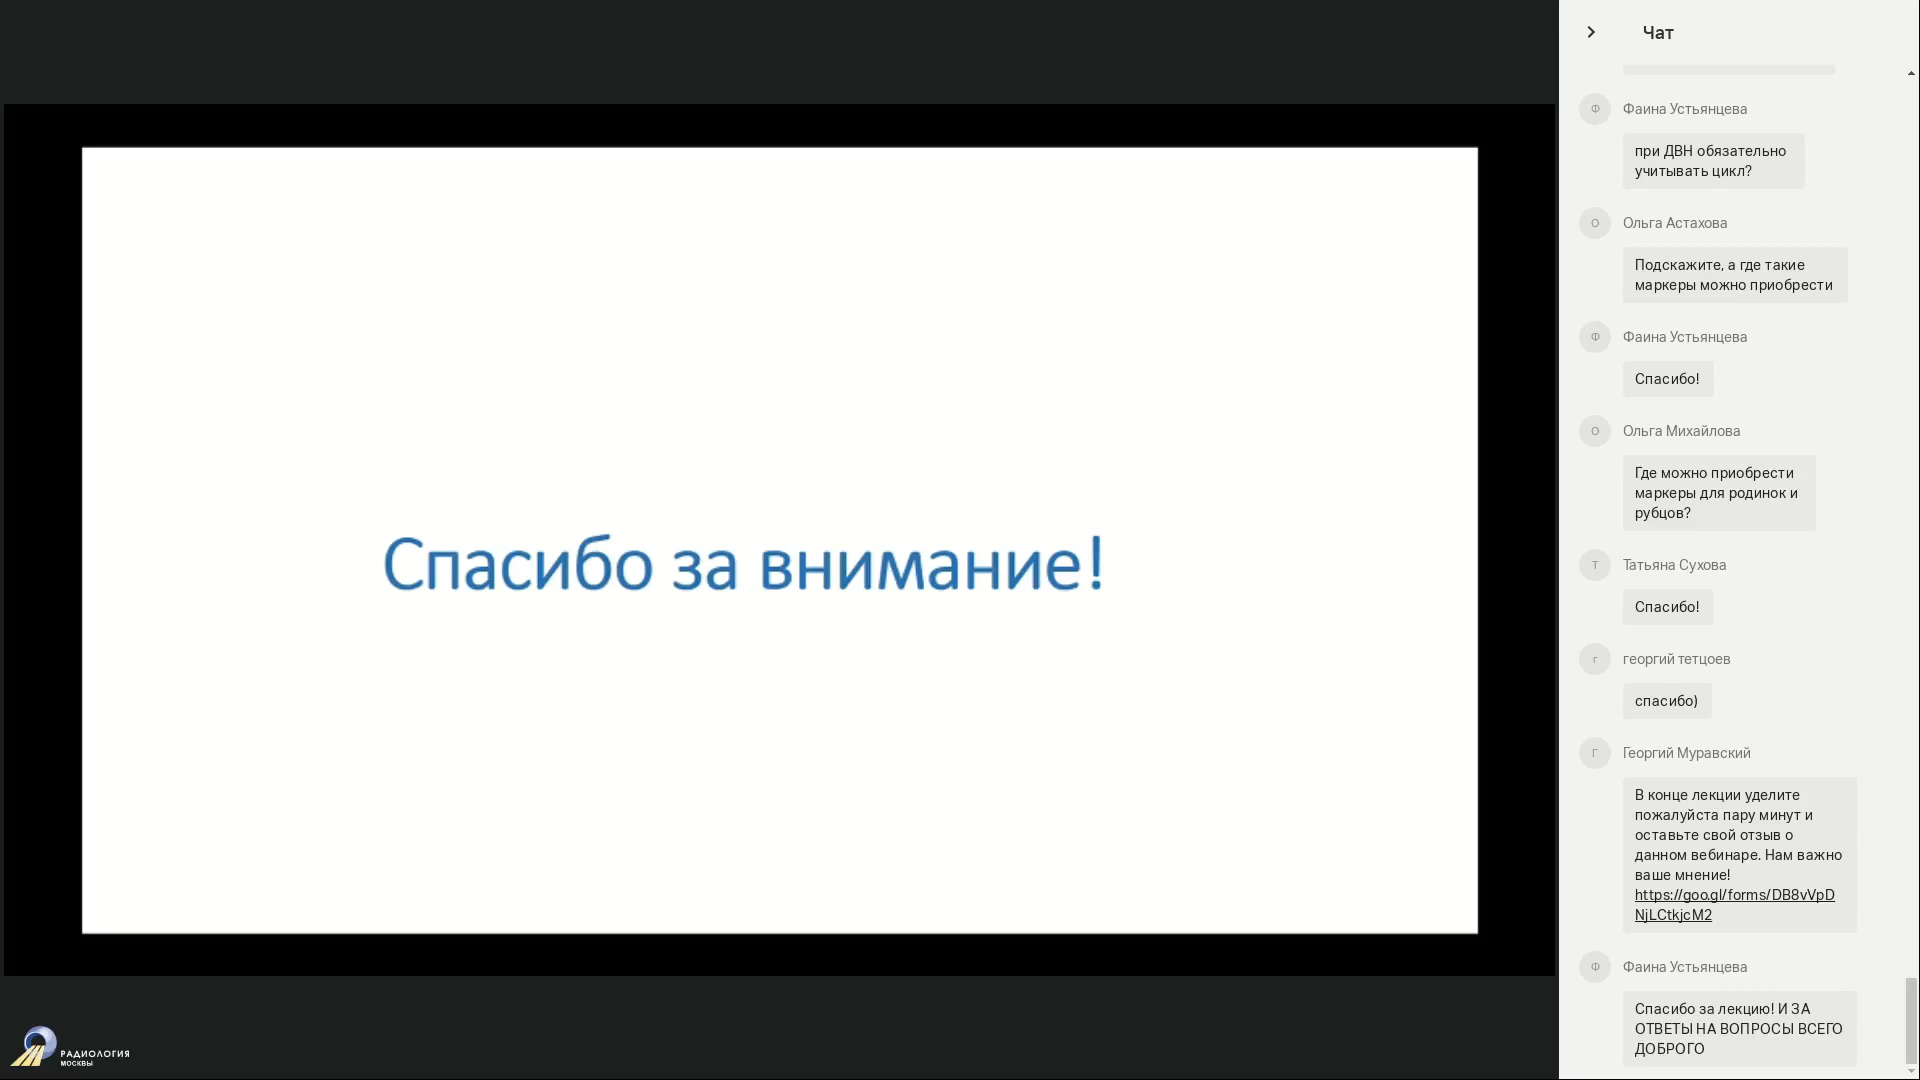 Спасибо за внимание!
РАДИОЛОГИЯ
МОСКВЫ
Чат
Ф
Фаина Устьянцева
при ДВН обязательно
учитывать цикл?
О
Ольга Астахова
Подскажите, а где такие
маркеры можно приобрести
Ф
Фаина Устьянцева
Спасибо!
О
Ольга Михайлова
Где можно приобрести
маркеры для родинок и
рубцов?
Т
Татьяна Сухова
Спасибо!
г
георгий тетцоев
спасибо)
Г
Георгий Муравский
В конце лекции уделите
пожалуйста пару минут и
оставьте свой отзыв о
данном вебинаре. Нам важно
ваше мнение!
https://goo.gl/forms/DB8vVpD
NjLCtkjcM2
Ф
Фаина Устьянцева
Спасибо за лекцию! И ЗА
ОТВЕТЫ НА ВОПРОСЫ ВСЕГО
ДОБРОГО